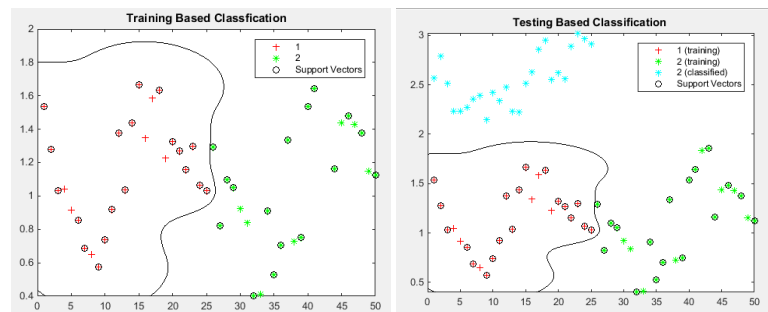 Training Based Classfication
2
1.8
1.6
1.4
1.2
1
0.8
0.6
0.4
0 5 10 15 20 25 30 35 40 45 50
1
2
Support Vectors
Testing Based Classification
3
2.5
2
1.5
1
0.5
0 5 10 15 20 25 30 35 40 45 50
1 (training)
2 (training)
2 (classified)
Support Vectors